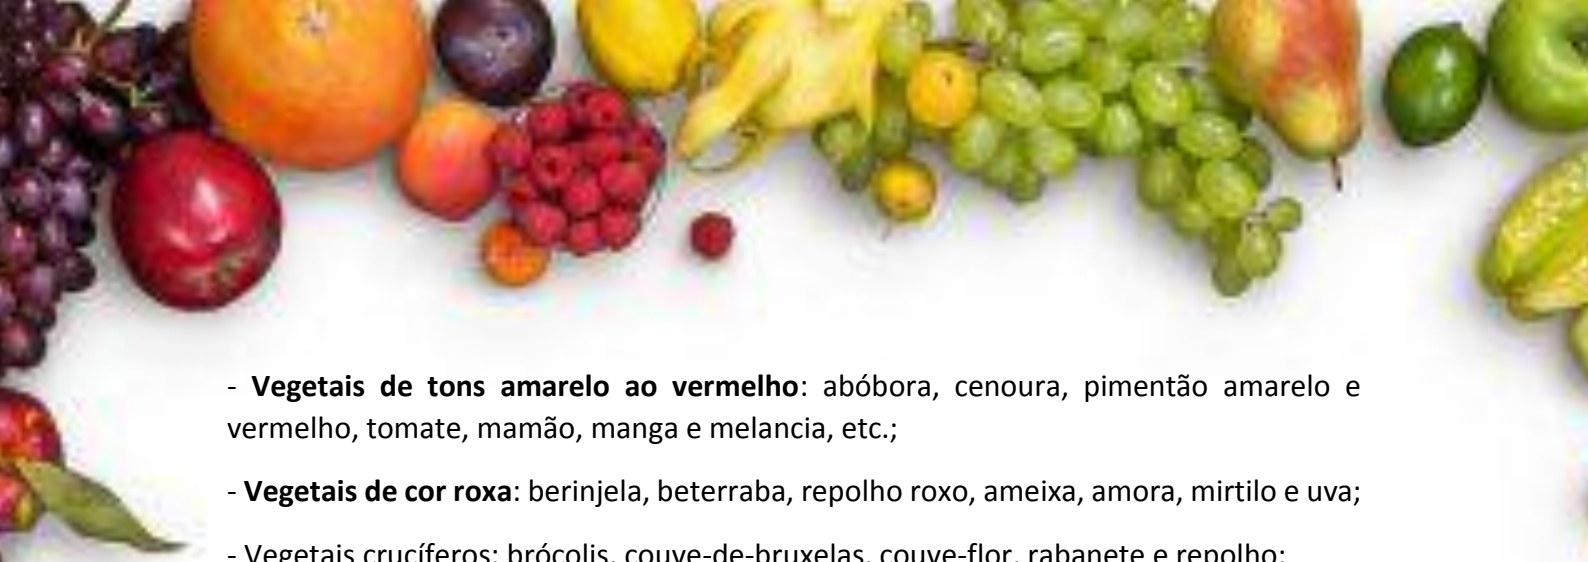 - Vegetais de tons amarelo ao vermelho: abóbora, cenoura, pimentão amarelo e
vermelho, tomate, mamão, manga e melancia, etc.;
- Vegetais de cor roxa: berinjela, beterraba, repolho roxo, ameixa, amora, mirtilo e uva;
- Vegetais crucíferos: brócolis, couve-de-bruxelas, couve-flor, rabanete e repolho;